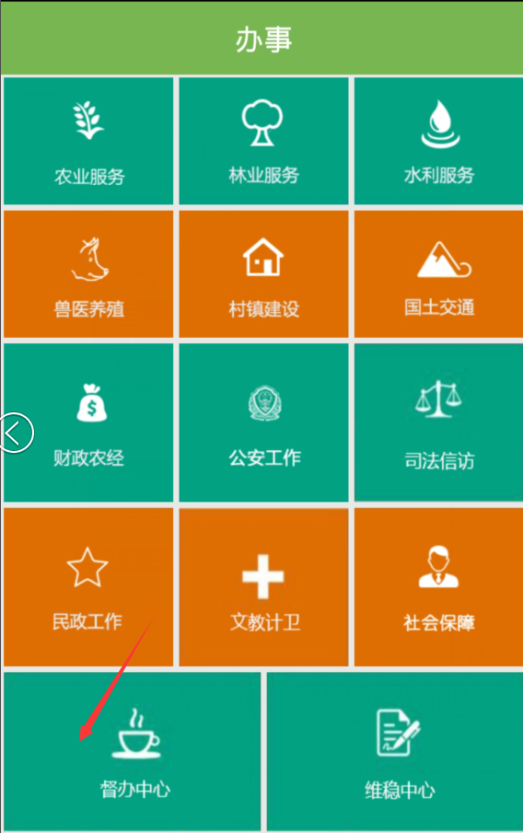 办事
农业服务
林业服务
水利服务
兽医养殖
村镇建设
国土交通
财政农经
公安工作
司法信访
民政工作
文教计卫
社会保障
督办中心
维稳中心